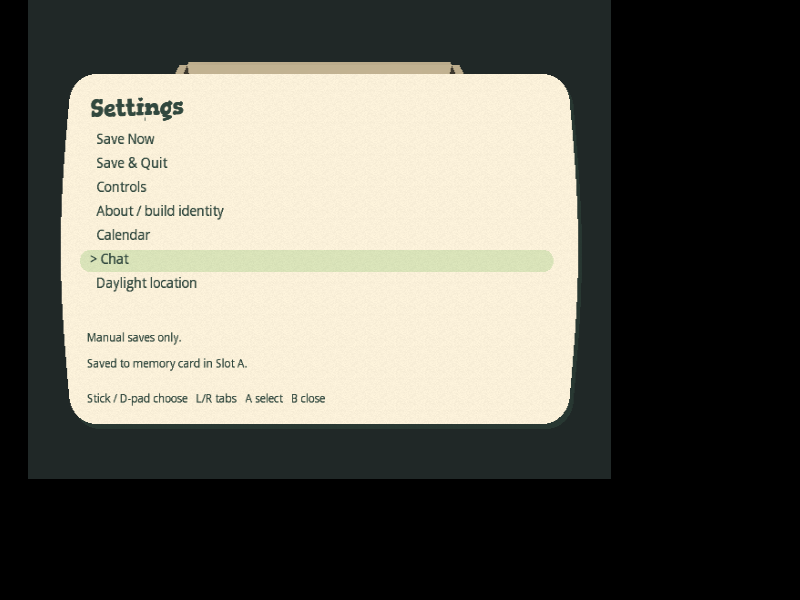 Settings
Save Now
Save & Quit
Controls
About / build identity
Calendar
> Chat
Daylight location
Manual saves only.
Saved to memory card in Slot A.
Stick / D-pad choose L/R tabs A select B close